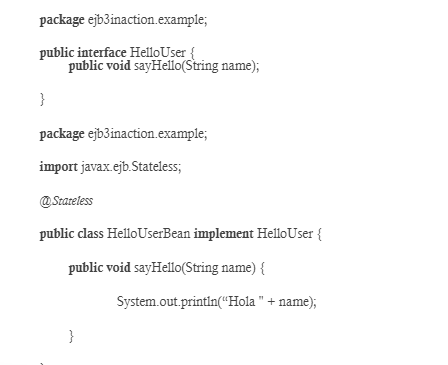 package ejb3inaction.example;
public interface HelloUser {
public void sayHello(String name);
}
package ejb3inaction.example;
import javax.ejb.Stateless;
@Stateless
public class HelloUserBean implement HelloUser {
public void sayHello(String name) {
System.out.println(“Hola ” + name);
}